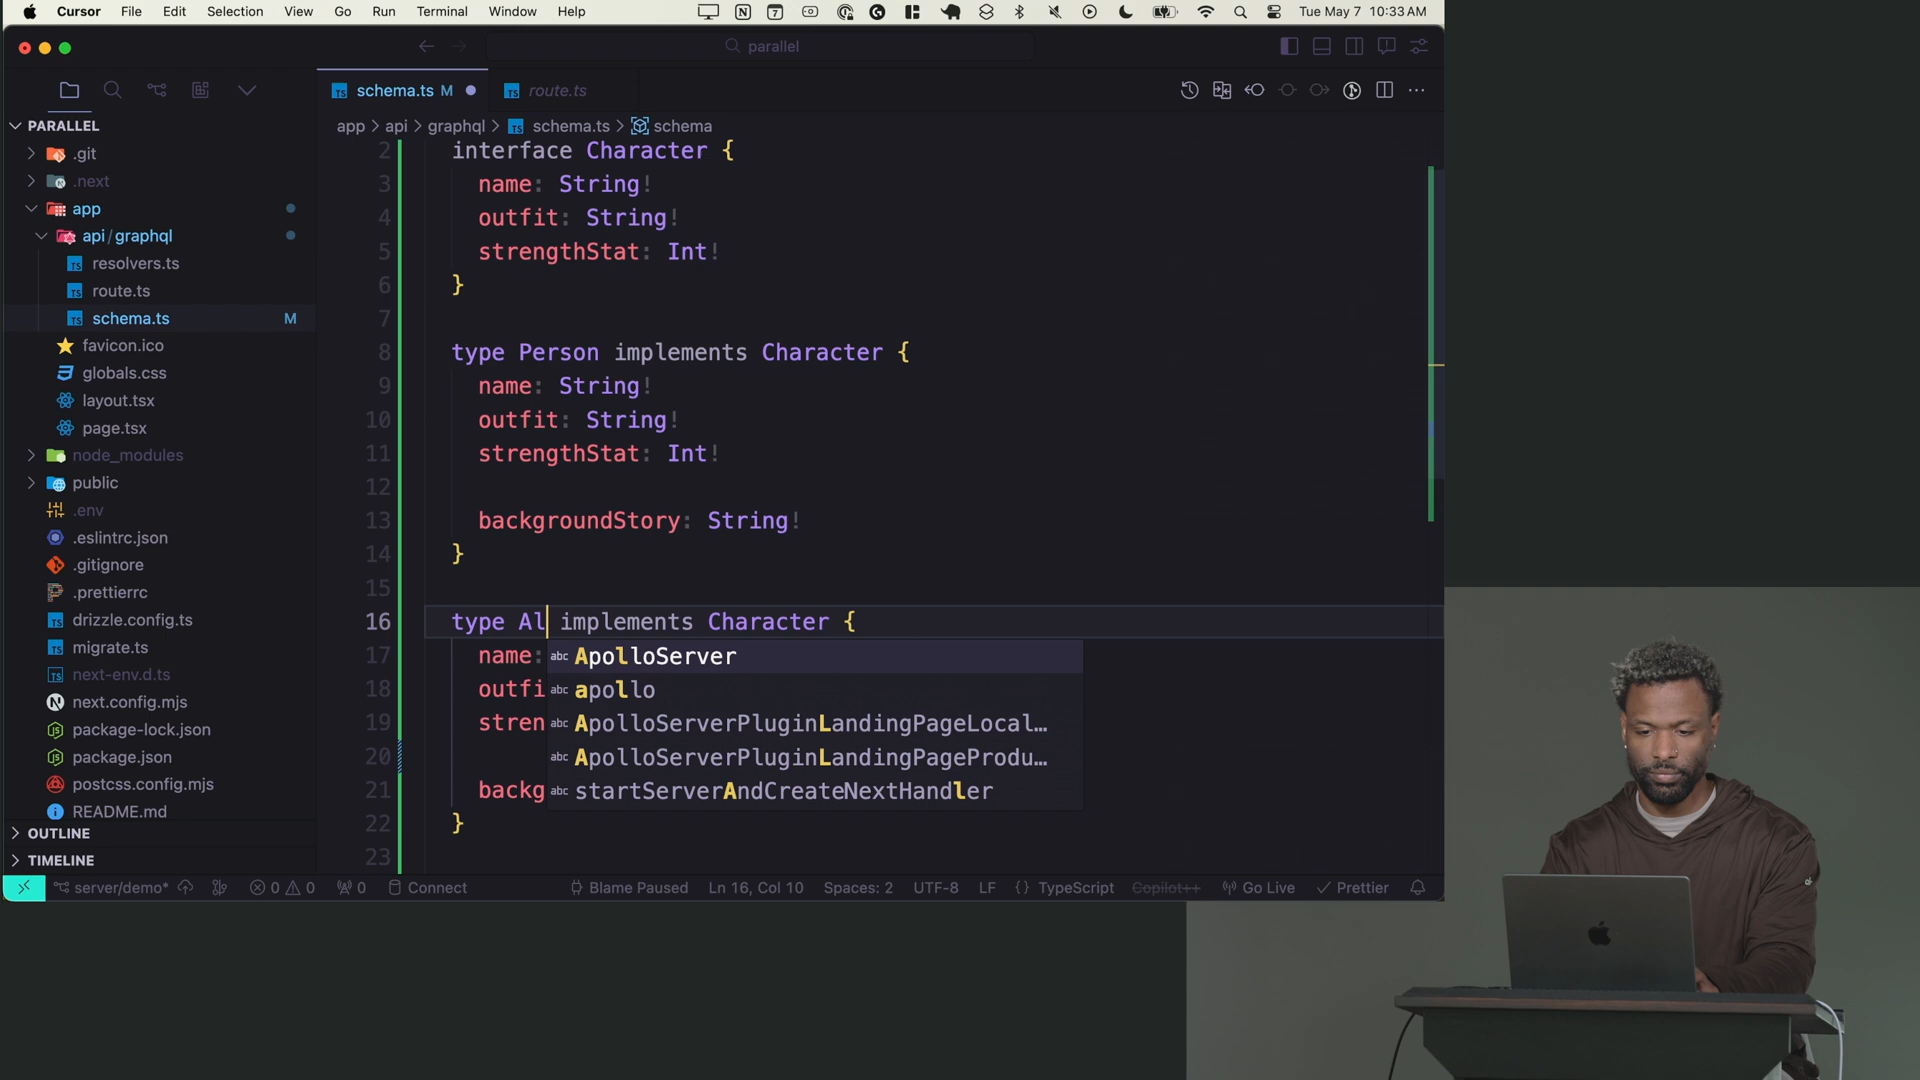 Cursor File Edit Selection View Go Run Terminal Window Help
7
Tue May 7 10:33 AM
parallel
schema.ts M
route.ts
app > api > graphql > schema.ts > schema
PARALLEL
.git
.next
app
api/graphql
resolvers.ts
route.ts
schema.ts M
favicon.ico
globals.css
layout.tsx
page.tsx
node_modules
public
.env
.eslintrc.json
.gitignore
.prettierrc
drizzle.config.ts
migrate.ts
next-env.d.ts
next.config.mjs
package-lock.json
package.json
postcss.config.mjs
README.md
OUTLINE
TIMELINE
2 interface Character {
3 name: String!
4 outfit: String!
5 strengthStat: Int!
6 }
7
8 type Person implements Character {
9 name: String!
10 outfit: String!
11 strengthStat: Int!
12
13 backgroundStory: String!
14 }
15
16 type Al implements Character {
17 name:
18 outfi
19 stren
20
21 backg
22 }
23
abc ApolloServer
abc apollo
abc ApolloServerPluginLandingPageLocal…
abc ApolloServerPluginLandingPageProdu…
abc startServerAndCreateNextHandler
server/demo* 0 0 0 Connect Blame Paused Ln 16, Col 10 Spaces: 2 UTF-8 LF {} TypeScript Copilot++ Go Live Prettier